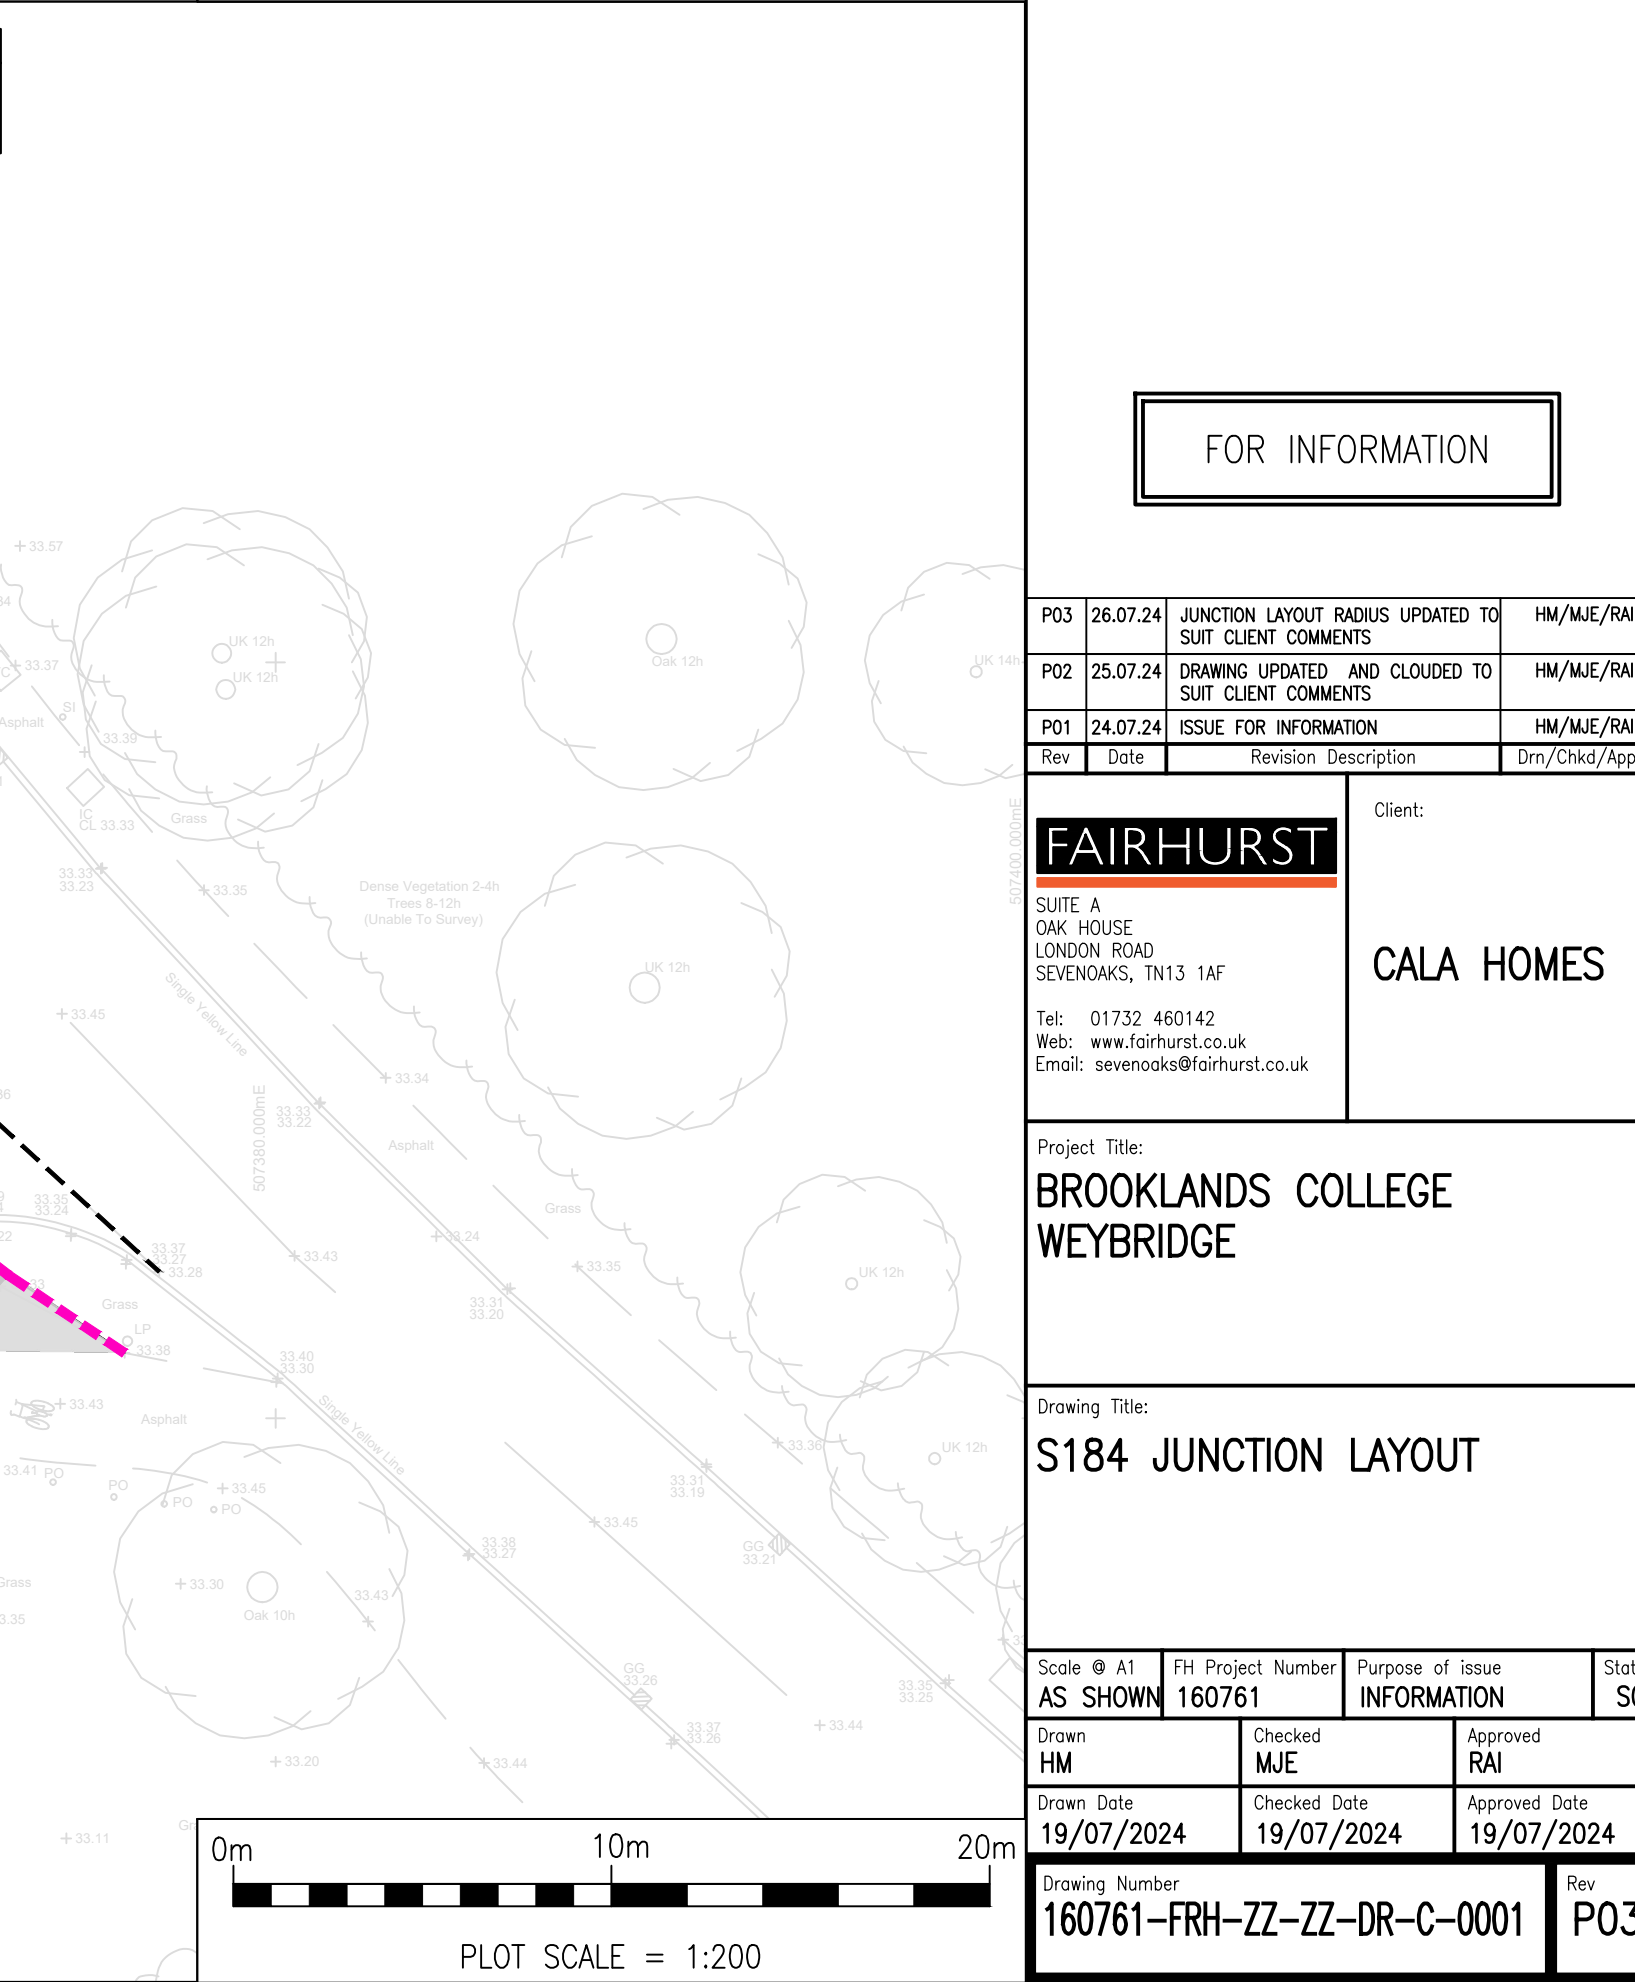 FOR INFORMATION
P03 26.07.24 JUNCTION LAYOUT RADIUS UPDATED TO HM/MJE/RAI
SUIT CLIENT COMMENTS
P02 25.07.24 DRAWING UPDATED AND CLOUDED TO HM/MJE/RAI
SUIT CLIENT COMMENTS
P01 24.07.24 ISSUE FOR INFORMATION HM/MJE/RAI
Rev Date Revision Description Drn/Chkd/App
FAIRHURST
SUITE A
OAK HOUSE
LONDON ROAD
SEVENOAKS, TN13 1AF
Tel: 01732 460142
Web: www.fairhurst.co.uk
Email: sevenoaks@fairhurst.co.uk
Client:
CALA HOMES
Project Title:
BROOKLANDS COLLEGE
WEYBRIDGE
Drawing Title:
S184 JUNCTION LAYOUT
Scale @ A1
AS SHOWN
FH Project Number
160761
Purpose of issue
INFORMATION
Drawn
HM
Checked
MJE
Approved
RAI
Drawn Date
19/07/2024
Checked Date
19/07/2024
Approved Date
19/07/2024
Drawing Number
160761-FRH-ZZ-ZZ-DR-C-0001
Rev
P03
33.57
UK 12h
UK 12h
Oak 12h
UK 14h
33.37
SI
Asphalt
33.39
IC
CL 33.33
Grass
33.33
33.23
33.35
Dense Vegetation 2-4h
Trees 8-12h
(Unable To Survey)
507400.000mE
UK 12h
Single Yellow Line
33.45
33.34
507380.000mE
33.33
33.22
Asphalt
33.35
33.24
Grass
33.24
33.37
33.27
33.28
33.43
33.35
UK 12h
Grass
33.31
33.20
LP
33.38
33.40
33.30
33.43
Asphalt
Single Yellow Line
33.36
UK 12h
33.41 PO
PO
PO
PO
33.45
33.31
33.19
33.45
33.38
33.27
GG
33.21
33.30
33.43
Grass
Oak 10h
GG
33.26
33.35
33.25
33.37
33.26
33.44
33.20
33.44
33.11
0m 10m 20m
PLOT SCALE = 1:200